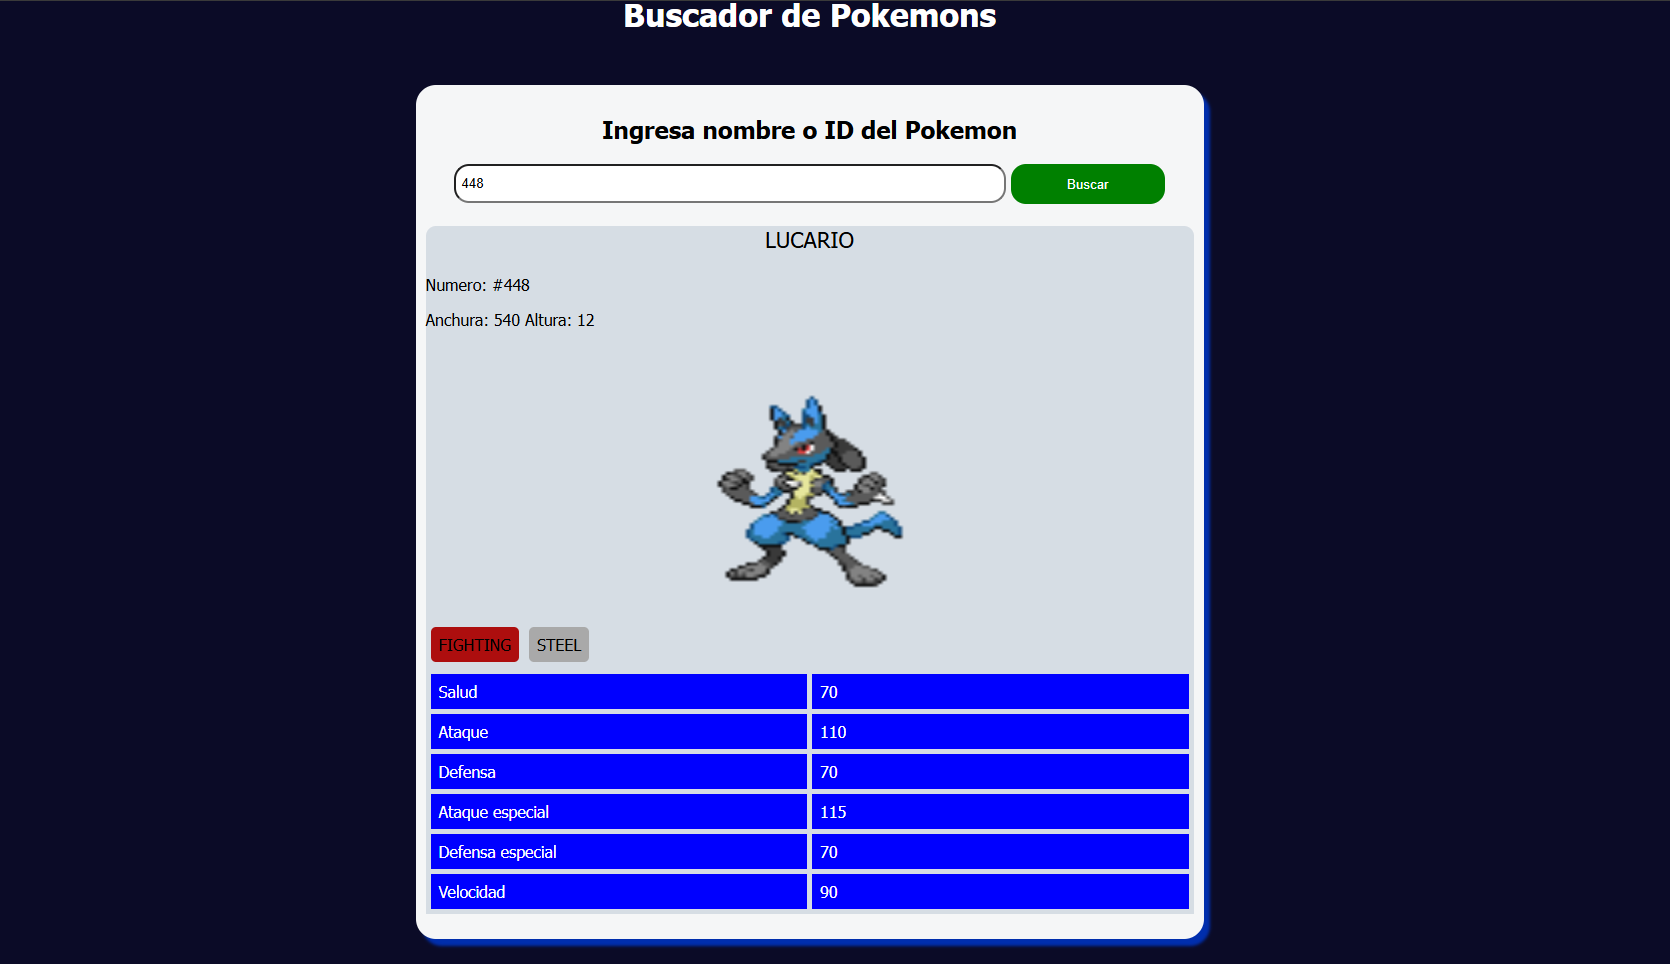 Buscador de Pokemons
Ingresa nombre o ID del Pokemon
448 Buscar
LUCARIO
Numero: #448
Anchura: 540 Altura: 12
FIGHTING STEEL
Salud 70
Ataque 110
Defensa 70
Ataque especial 115
Defensa especial 70
Velocidad 90